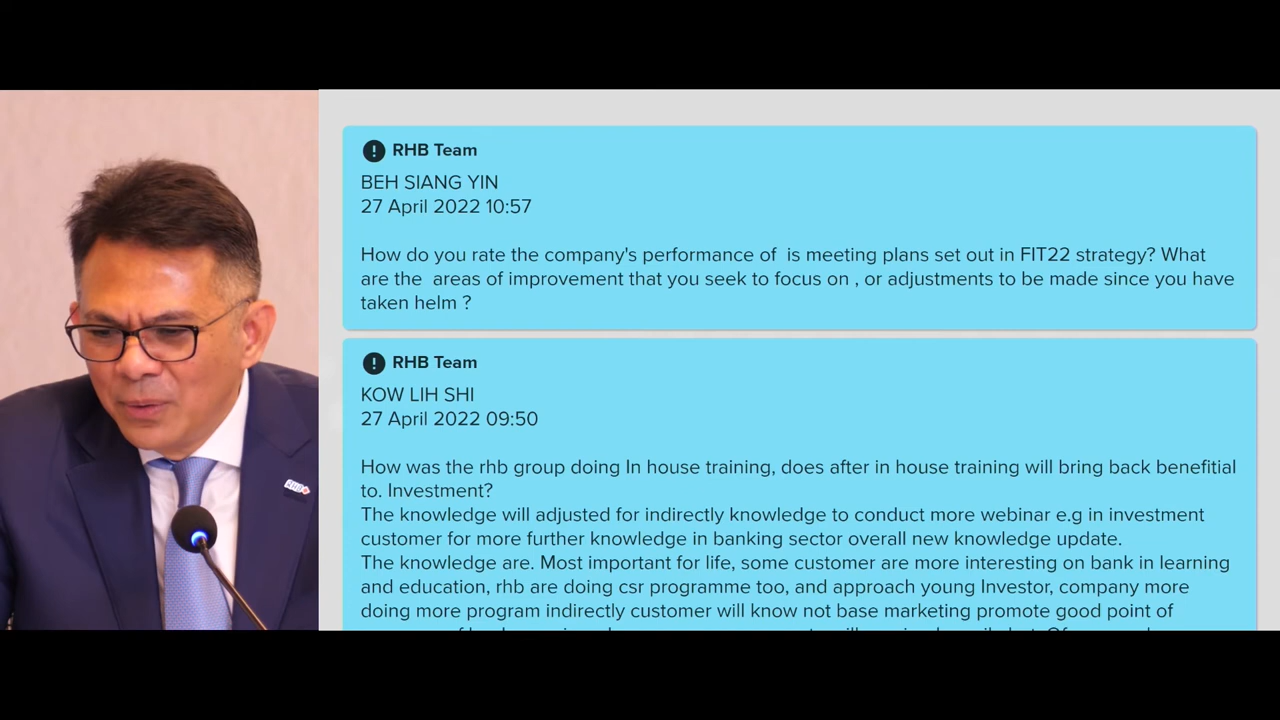 RHB Team
BEH SIANG YIN
27 April 2022 10:57
How do you rate the company's performance of  is meeting plans set out in FIT22 strategy? What
are the  areas of improvement that you seek to focus on , or adjustments to be made since you have
taken helm ?
RHB Team
KOW LIH SHI
27 April 2022 09:50
How was the rhb group doing In house training, does after in house training will bring back benefitial
to. Investment?
The knowledge will adjusted for indirectly knowledge to conduct more webinar e.g in investment
customer for more further knowledge in banking sector overall new knowledge update.
The knowledge are. Most important for life, some customer are more interesting on bank in learning
and education, rhb are doing csr programme too, and approach young Investor, company more
doing more program indirectly customer will know not base marketing promote good point of
RHB